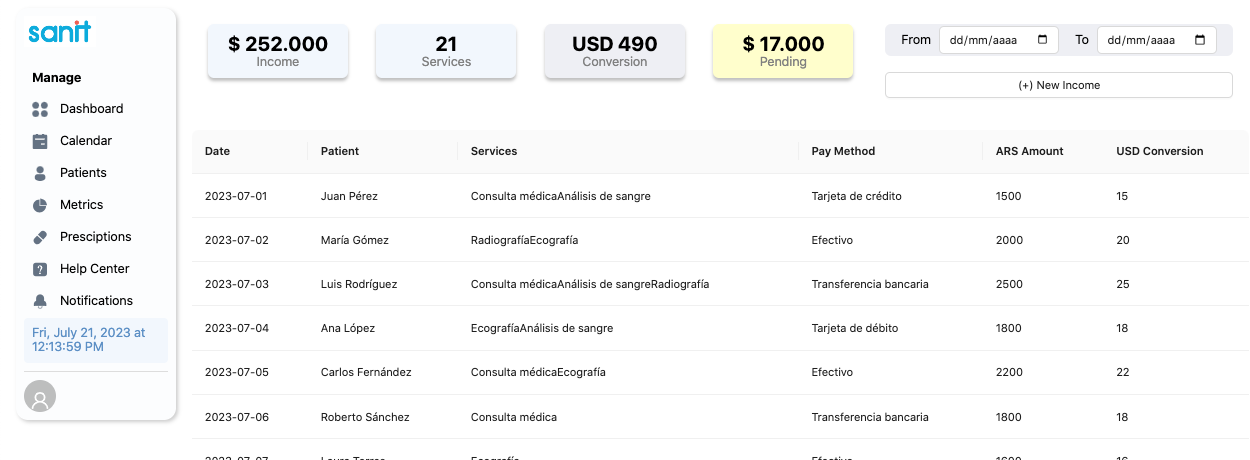 sanit
Manage
Dashboard
Calendar
Patients
Metrics
Presciptions
Help Center
Notifications
Fri, July 21, 2023 at
12:13:59 PM
$ 252.000
Income
21
Services
USD 490
Conversion
$ 17.000
Pending
From dd/mm/aaaa To dd/mm/aaaa
(+) New Income
Date Patient Services Pay Method ARS Amount USD Conversion
2023-07-01 Juan Pérez Consulta médicaAnálisis de sangre Tarjeta de crédito 1500 15
2023-07-02 María Gómez RadiografíaEcografía Efectivo 2000 20
2023-07-03 Luis Rodríguez Consulta médicaAnálisis de sangreRadiografía Transferencia bancaria 2500 25
2023-07-04 Ana López EcografíaAnálisis de sangre Tarjeta de débito 1800 18
2023-07-05 Carlos Fernández Consulta médicaEcografía Efectivo 2200 22
2023-07-06 Roberto Sánchez Consulta médica Transferencia bancaria 1800 18